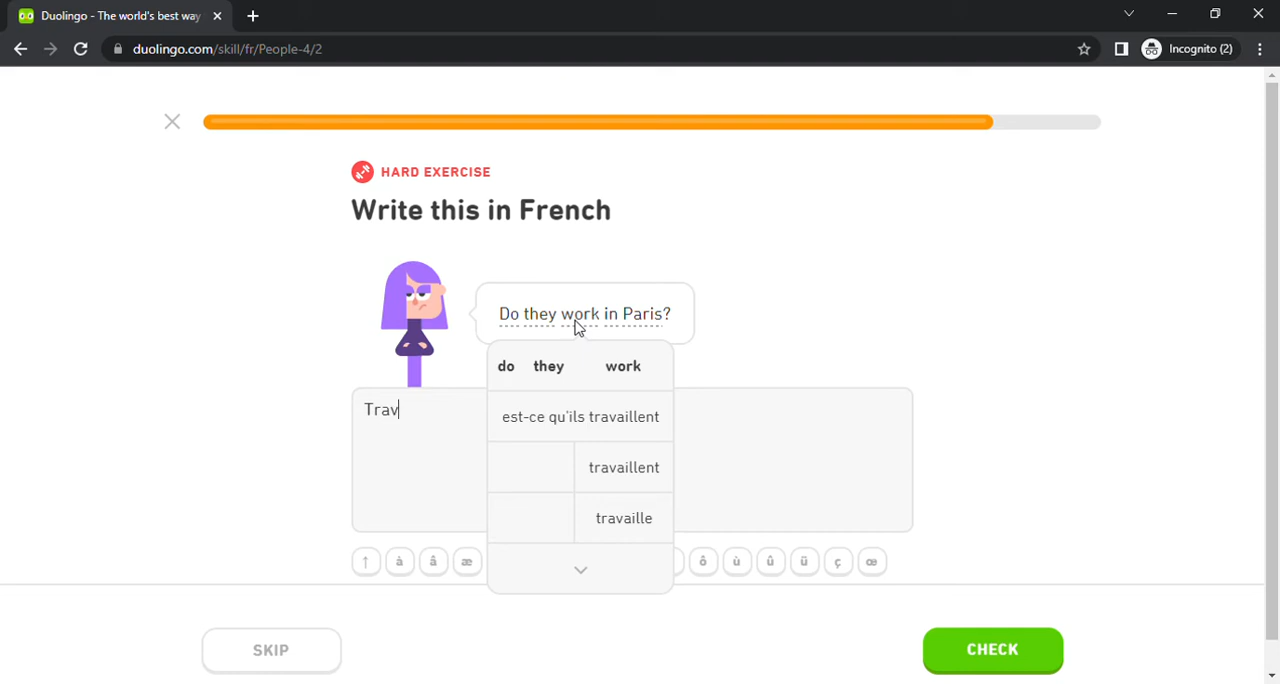 Duolingo - The world's best way
duolingo.com/skill/fr/People-4/2
Incognito (2)
HARD EXERCISE
Write this in French
Do they work in Paris?
do they work
Trav
est-ce qu'ils travaillent
travaillent
travaille
↑ à â æ ô ù û ü ç œ
SKIP
CHECK